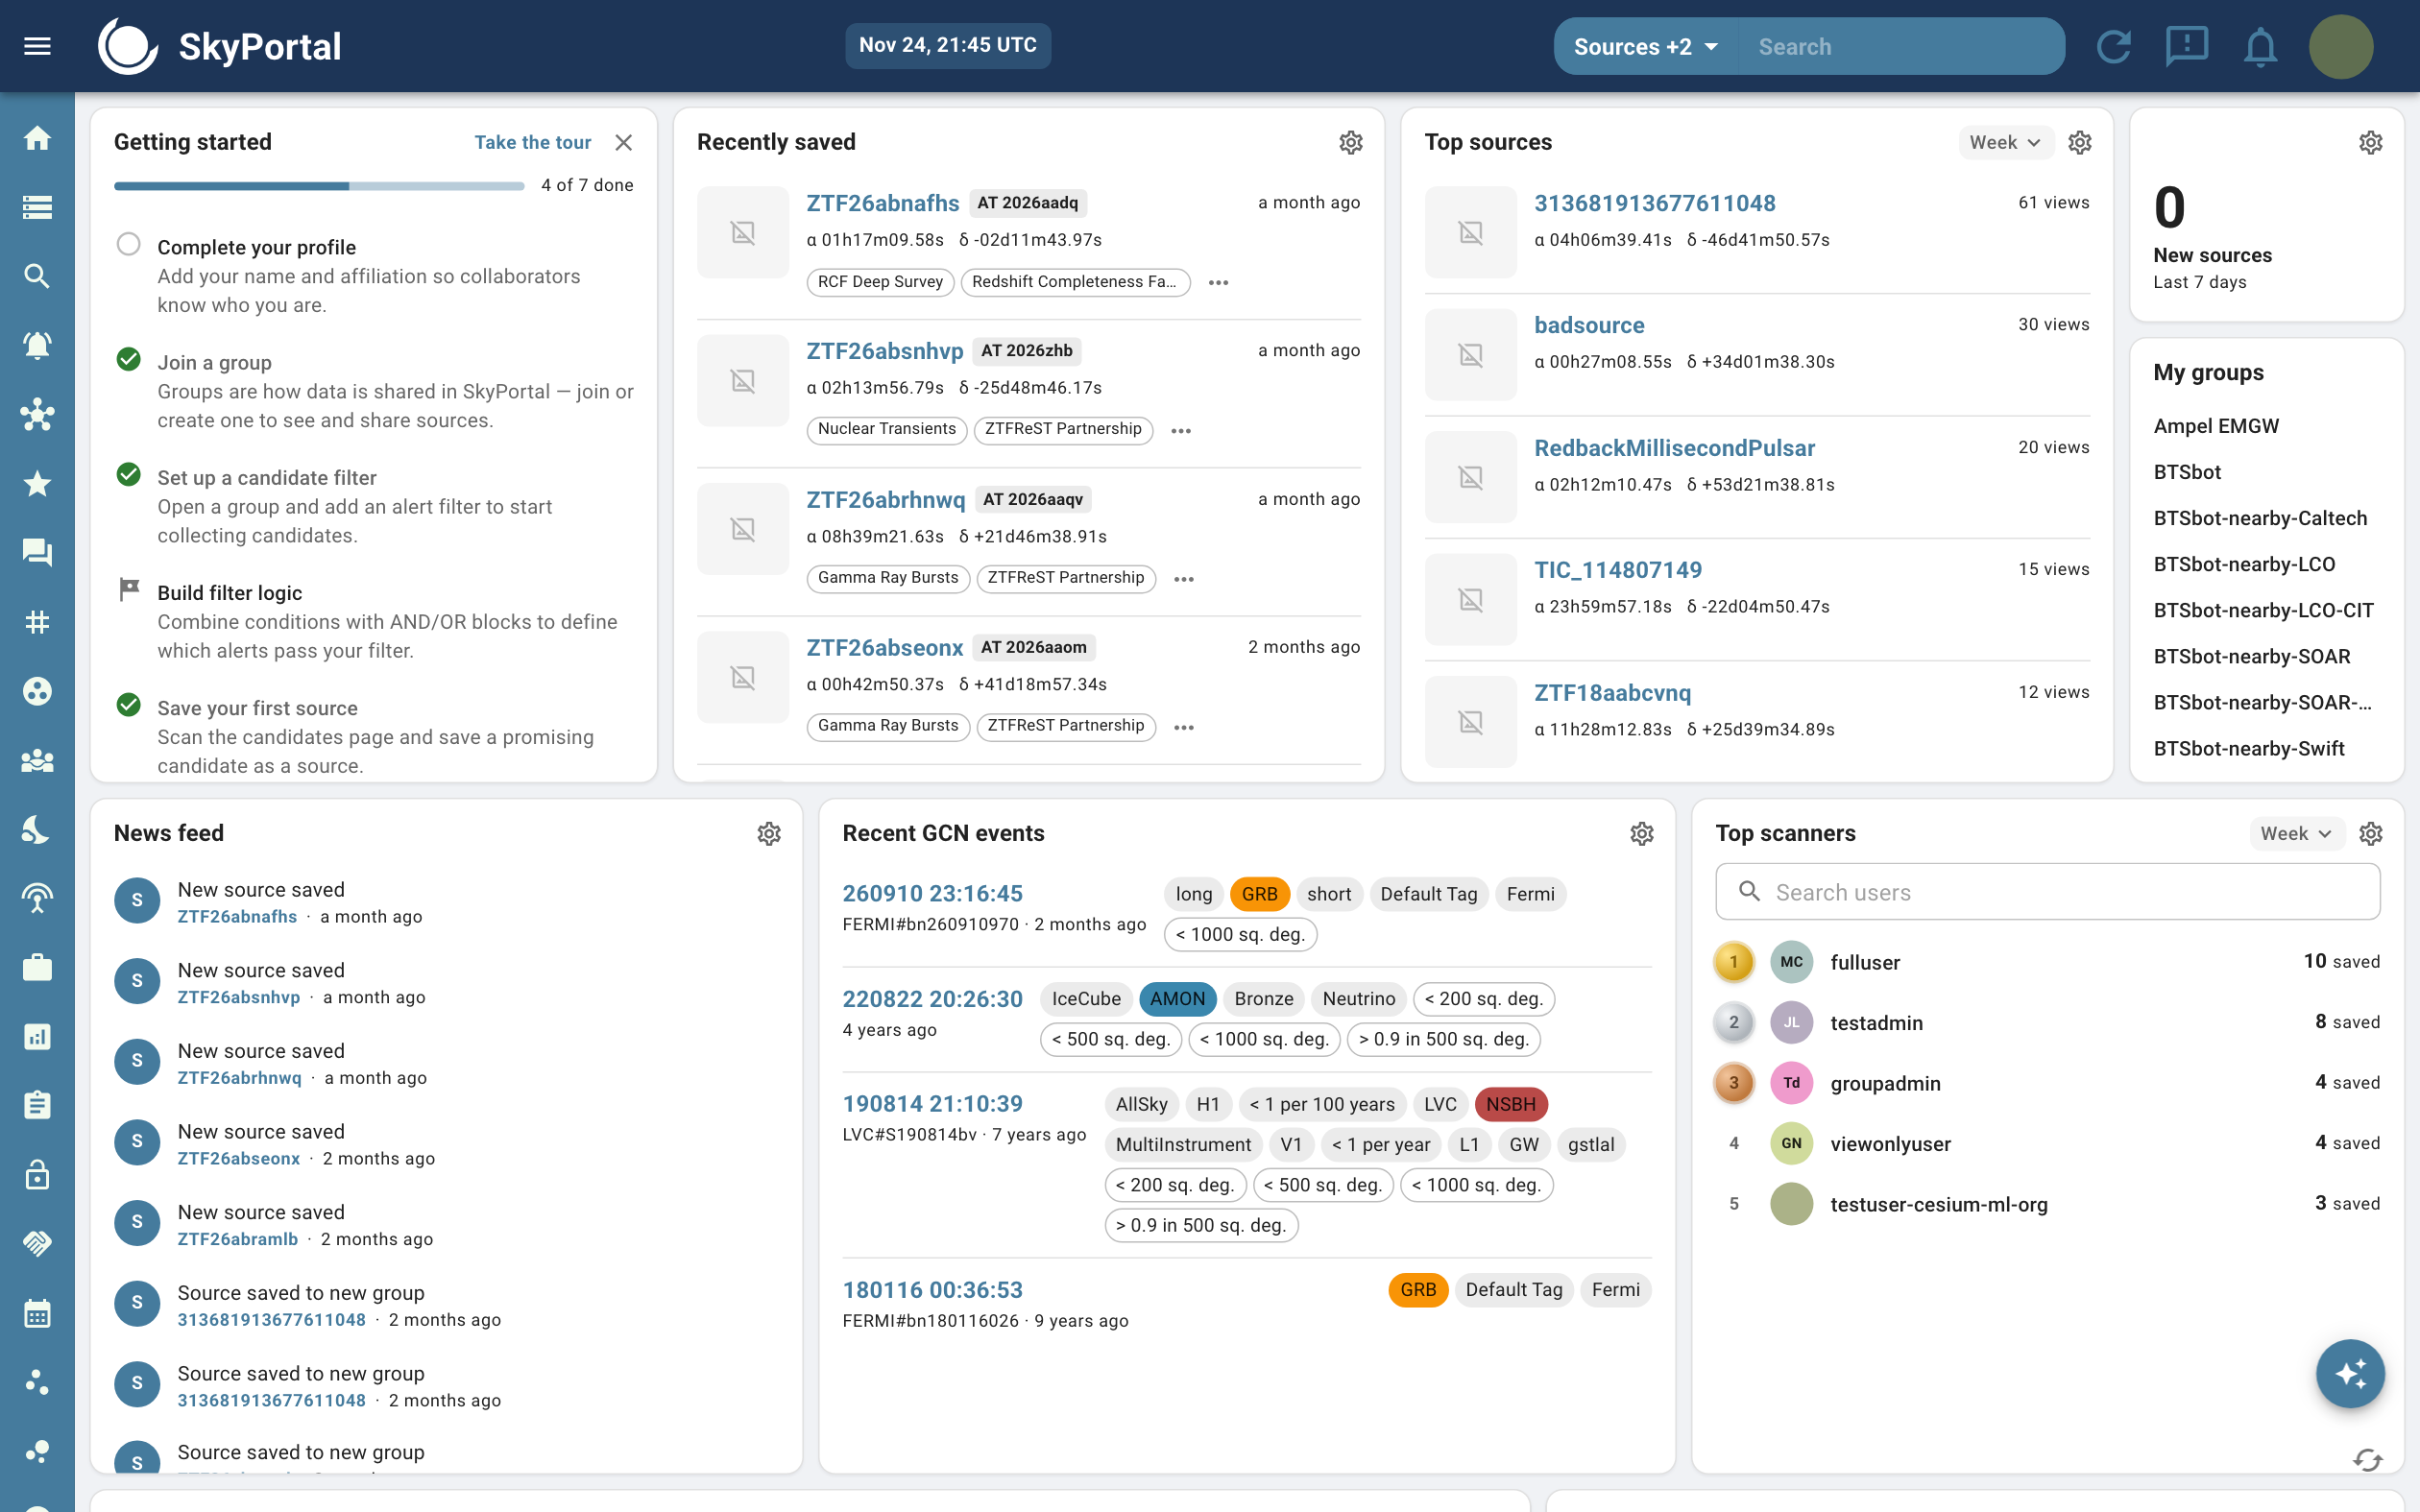 SkyPortal
Nov 24, 21:45 UTC
Sources +2
Search
Getting started
Take the tour
4 of 7 done
Complete your profile
Add your name and affiliation so collaborators
know who you are.
Join a group
Groups are how data is shared in SkyPortal — join or
create one to see and share sources.
Set up a candidate filter
Open a group and add an alert filter to start
collecting candidates.
Build filter logic
Combine conditions with AND/OR blocks to define
which alerts pass your filter.
Save your first source
Scan the candidates page and save a promising
candidate as a source.
Recently saved
ZTF26abnafhs AT 2026aadq a month ago
α 01h17m09.58s δ -02d11m43.97s
RCF Deep Survey Redshift Completeness Fa... •••
ZTF26absnhvp AT 2026zhb a month ago
α 02h13m56.79s δ -25d48m46.17s
Nuclear Transients ZTFReST Partnership •••
ZTF26abrhnwq AT 2026aaqv a month ago
α 08h39m21.63s δ +21d46m38.91s
Gamma Ray Bursts ZTFReST Partnership •••
ZTF26abseonx AT 2026aaom 2 months ago
α 00h42m50.37s δ +41d18m57.34s
Gamma Ray Bursts ZTFReST Partnership •••
Top sources
Week
313681913677611048 61 views
α 04h06m39.41s δ -46d41m50.57s
badsource 30 views
α 00h27m08.55s δ +34d01m38.30s
RedbackMillisecondPulsar 20 views
α 02h12m10.47s δ +53d21m38.81s
TIC_114807149 15 views
α 23h59m57.18s δ -22d04m50.47s
ZTF18aabcvnq 12 views
α 11h28m12.83s δ +25d39m34.89s
0
New sources
Last 7 days
My groups
Ampel EMGW
BTSbot
BTSbot-nearby-Caltech
BTSbot-nearby-LCO
BTSbot-nearby-LCO-CIT
BTSbot-nearby-SOAR
BTSbot-nearby-SOAR-...
BTSbot-nearby-Swift
News feed
S New source saved
ZTF26abnafhs · a month ago
S New source saved
ZTF26absnhvp · a month ago
S New source saved
ZTF26abrhnwq · a month ago
S New source saved
ZTF26abseonx · 2 months ago
S New source saved
ZTF26abramlb · 2 months ago
S Source saved to new group
313681913677611048 · 2 months ago
S Source saved to new group
313681913677611048 · 2 months ago
S Source saved to new group
Recent GCN events
260910 23:16:45 long GRB short Default Tag Fermi
FERMI#bn260910970 · 2 months ago < 1000 sq. deg.
220822 20:26:30 IceCube AMON Bronze Neutrino < 200 sq. deg.
4 years ago < 500 sq. deg. < 1000 sq. deg. > 0.9 in 500 sq. deg.
190814 21:10:39 AllSky H1 < 1 per 100 years LVC NSBH
LVC#S190814bv · 7 years ago MultiInstrument V1 < 1 per year L1 GW gstlal
< 200 sq. deg. < 500 sq. deg. < 1000 sq. deg.
> 0.9 in 500 sq. deg.
180116 00:36:53 GRB Default Tag Fermi
FERMI#bn180116026 · 9 years ago
Top scanners
Week
Search users
1 MC fulluser 10 saved
2 JL testadmin 8 saved
3 Td groupadmin 4 saved
4 GN viewonlyuser 4 saved
5 testuser-cesium-ml-org 3 saved